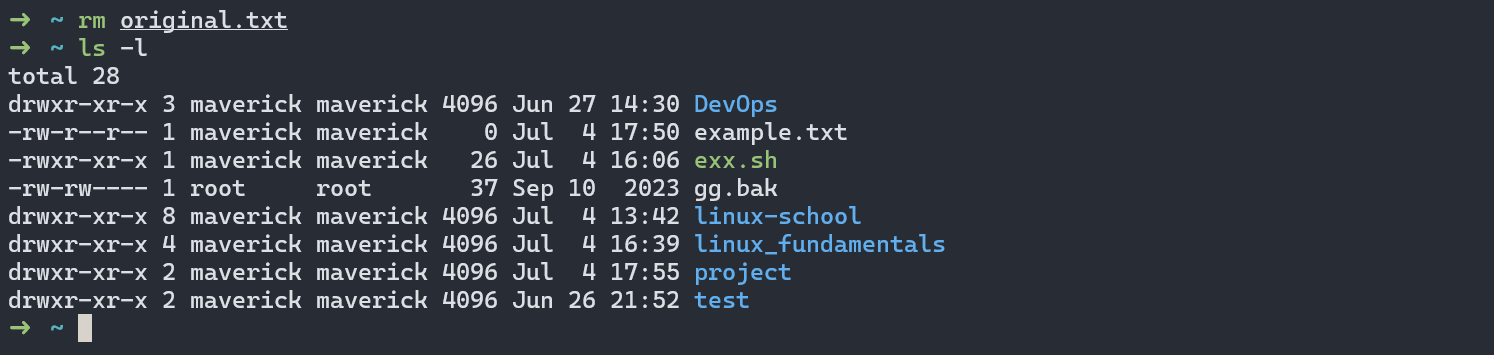 ➜ ~ rm original.txt
➜ ~ ls -l
total 28
drwxr-xr-x 3 maverick maverick 4096 Jun 27 14:30 DevOps
-rw-r--r-- 1 maverick maverick    0 Jul  4 17:50 example.txt
-rwxr-xr-x 1 maverick maverick   26 Jul  4 16:06 exx.sh
-rw-rw---- 1 root     root       37 Sep 10  2023 gg.bak
drwxr-xr-x 8 maverick maverick 4096 Jul  4 13:42 linux-school
drwxr-xr-x 4 maverick maverick 4096 Jul  4 16:39 linux_fundamentals
drwxr-xr-x 2 maverick maverick 4096 Jul  4 17:55 project
drwxr-xr-x 2 maverick maverick 4096 Jun 26 21:52 test
➜ ~